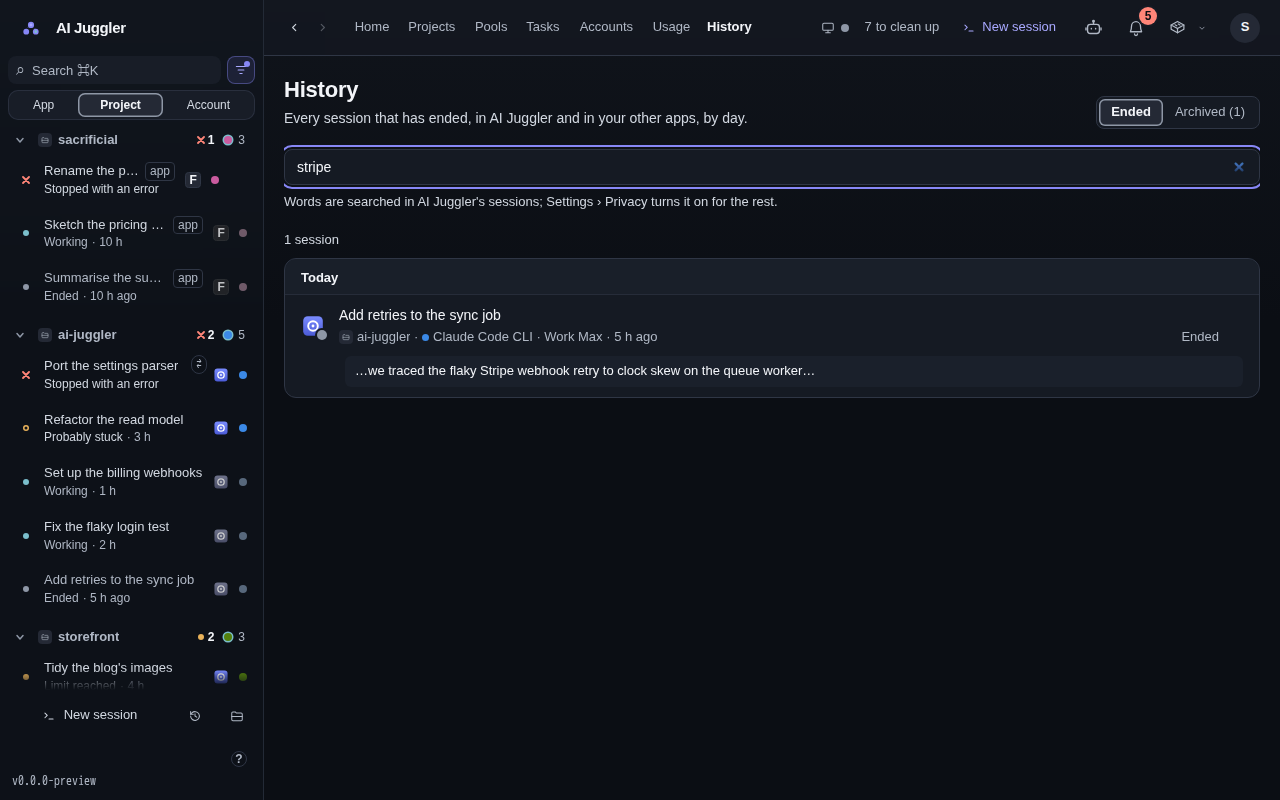 AI Juggler
Search ⌘K
App Project Account
sacrificial 1 3
Rename the p… app
Stopped with an error
F
Sketch the pricing … app
Working · 10 h
F
Summarise the su… app
Ended · 10 h ago
F
ai-juggler 2 5
Port the settings parser
Stopped with an error
Refactor the read model
Probably stuck · 3 h
Set up the billing webhooks
Working · 1 h
Fix the flaky login test
Working · 2 h
Add retries to the sync job
Ended · 5 h ago
storefront 2 3
Tidy the blog's images
Limit reached · 4 h
New session
?
v0.0.0-preview
Home Projects Pools Tasks Accounts Usage History
7 to clean up
New session
5
S
History
Every session that has ended, in AI Juggler and in your other apps, by day.
Ended Archived (1)
stripe
Words are searched in AI Juggler's sessions; Settings › Privacy turns it on for the rest.
1 session
Today
Add retries to the sync job
ai-juggler · Claude Code CLI · Work Max · 5 h ago
Ended
…we traced the flaky Stripe webhook retry to clock skew on the queue worker…